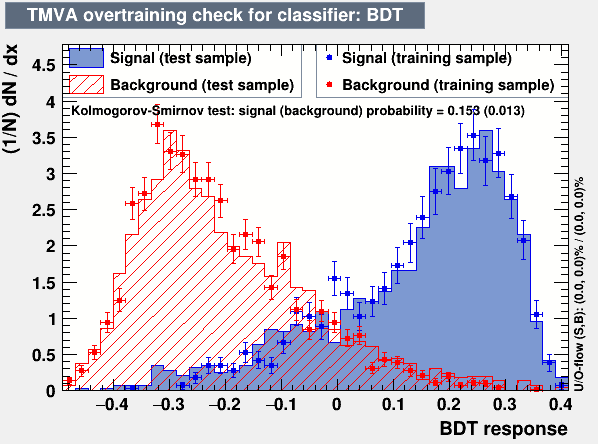 TMVA overtraining check for classifier: BDT
(1/N) dN / dx
Signal (test sample)
Background (test sample)
Signal (training sample)
Background (training sample)
Kolmogorov-Smirnov test: signal (background) probability = 0.153 (0.013)
4.5
4
3.5
3
2.5
2
1.5
1
0.5
0
−0.4 −0.3 −0.2 −0.1 0 0.1 0.2 0.3 0.4
BDT response
U/O-flow (S,B): (0.0, 0.0)% / (0.0, 0.0)%